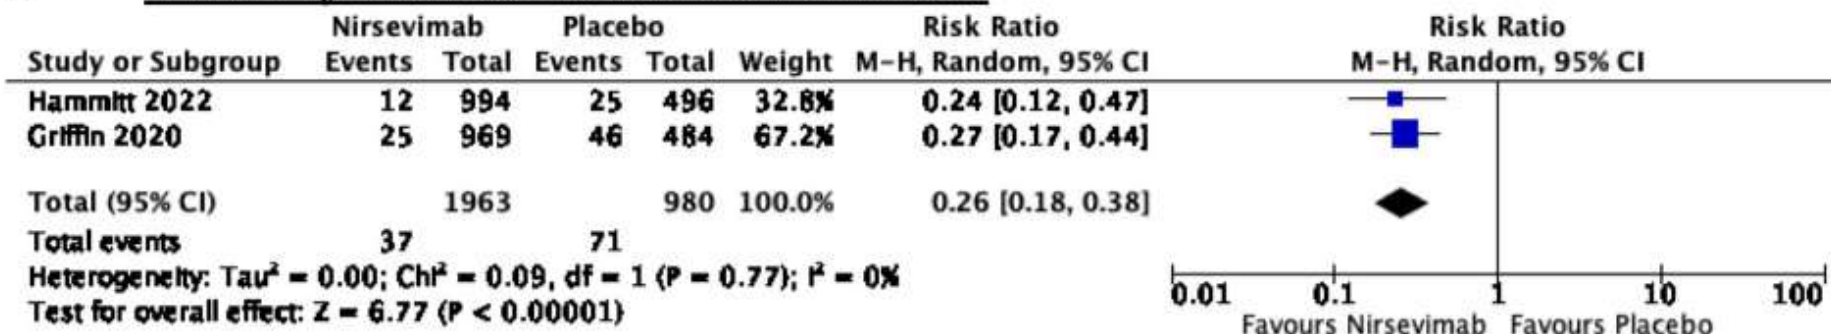 Nirsevimab Placebo Risk Ratio Risk Ratio
Study or Subgroup Events Total Events Total Weight M-H, Random, 95% CI M-H, Random, 95% CI
Hammitt 2022 12 994 25 496 32.8% 0.24 [0.12, 0.47]
Griffin 2020 25 969 46 484 67.2% 0.27 [0.17, 0.44]
Total (95% CI) 1963 980 100.0% 0.26 [0.18, 0.38]
Total events 37 71
Heterogeneity: Tau² = 0.00; Chi² = 0.09, df = 1 (P = 0.77); I² = 0%
Test for overall effect: Z = 6.77 (P < 0.00001)
0.01 0.1 1 10 100
Favours Nirsevimab Favours Placebo